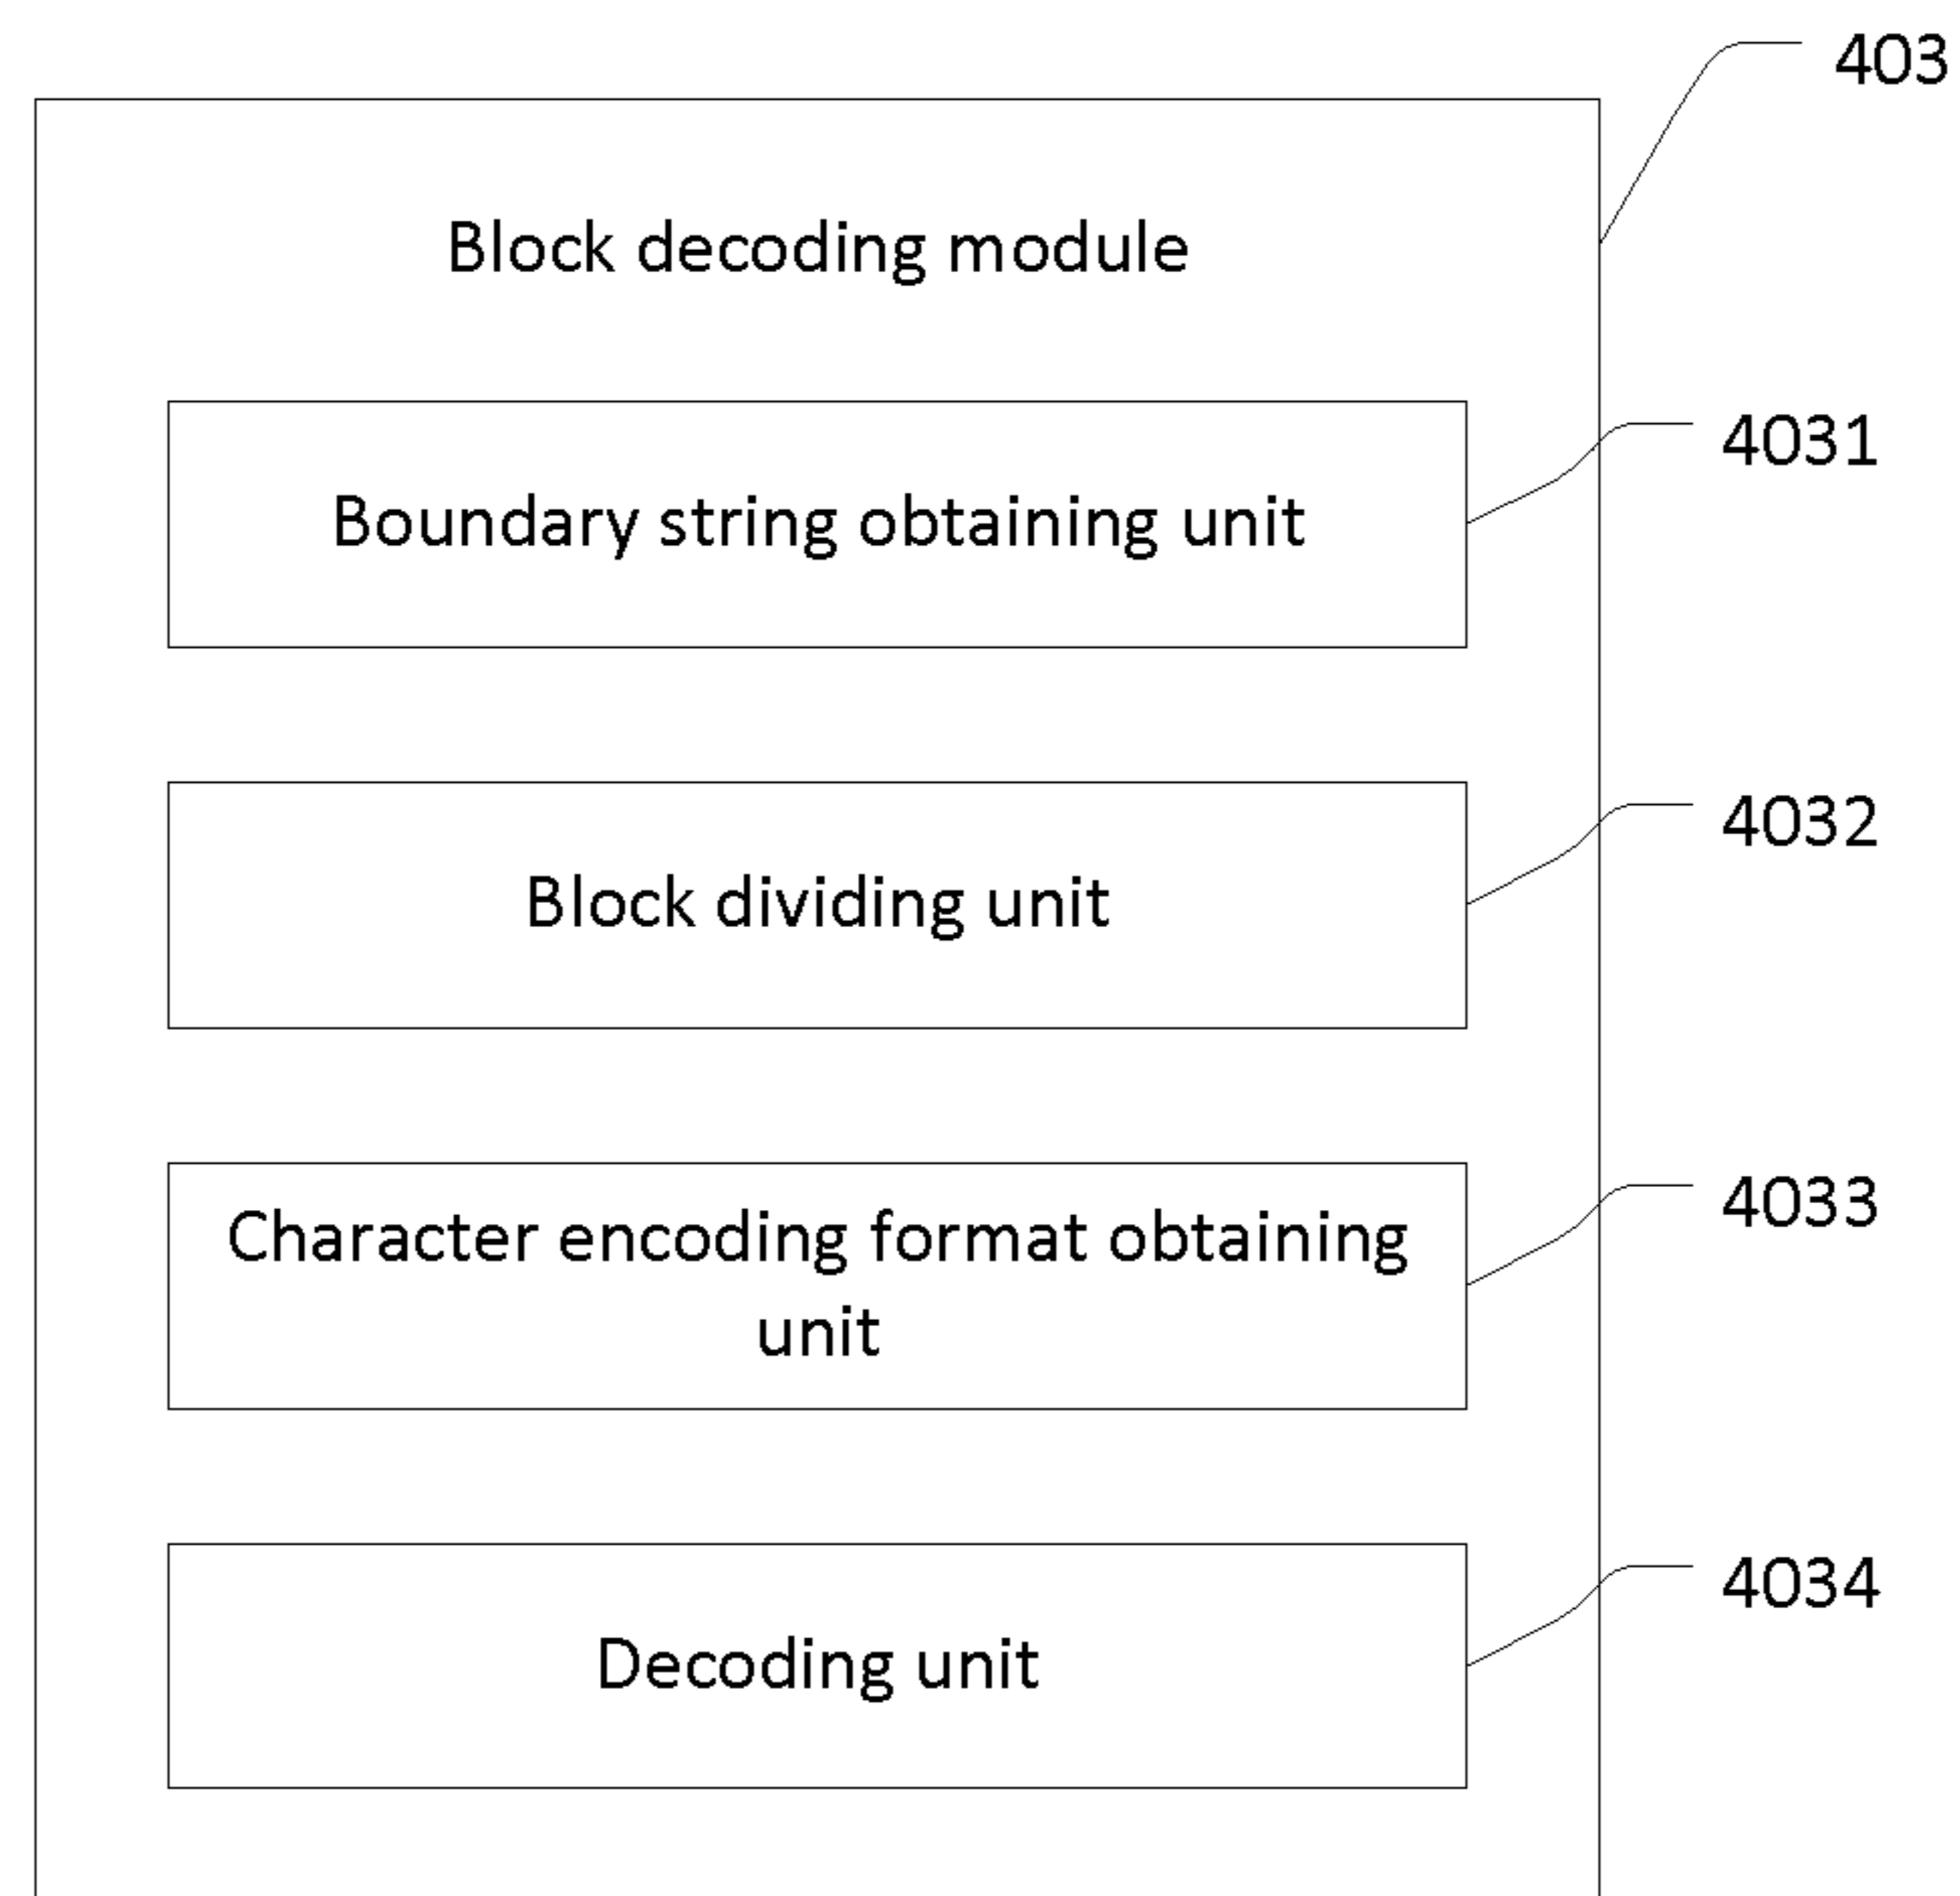 403
Block decoding module
4031
Boundary string obtaining unit
4032
Block dividing unit
4033
Character encoding format obtaining
unit
4034
Decoding unit